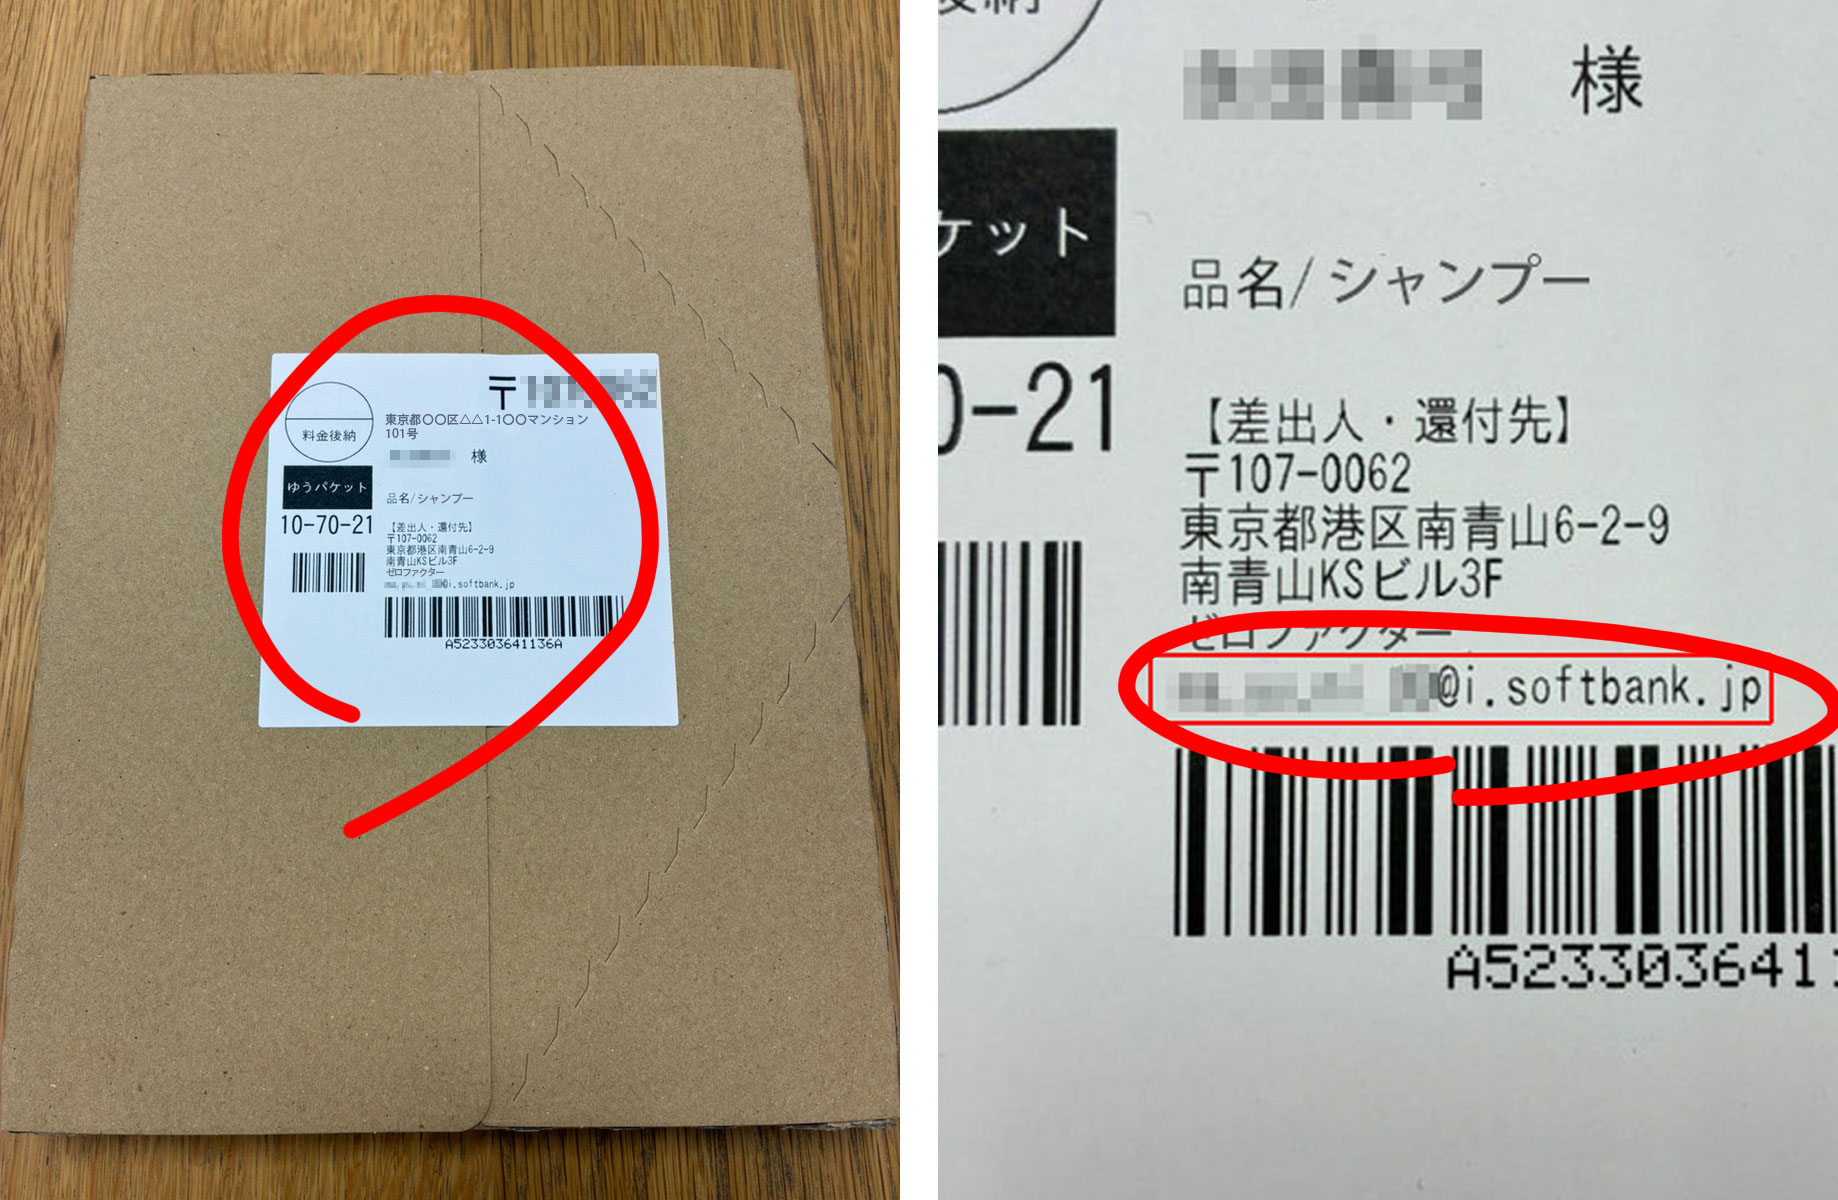 〒
東京都〇〇区△△1-1〇〇マンション
101号
料金後納
様
ゆうパケット
品名/シャンプー
10-70-21
【差出人・還付先】
〒107-0062
東京都港区南青山6-2-9
南青山KSビル3F
ゼロファクター
@i.softbank.jp
A523303641136A
後納
様
ケット
品名/シャンプー
0-21
【差出人・還付先】
〒107-0062
東京都港区南青山6-2-9
南青山KSビル3F
ゼロファクター
@i.softbank.jp
A523303641